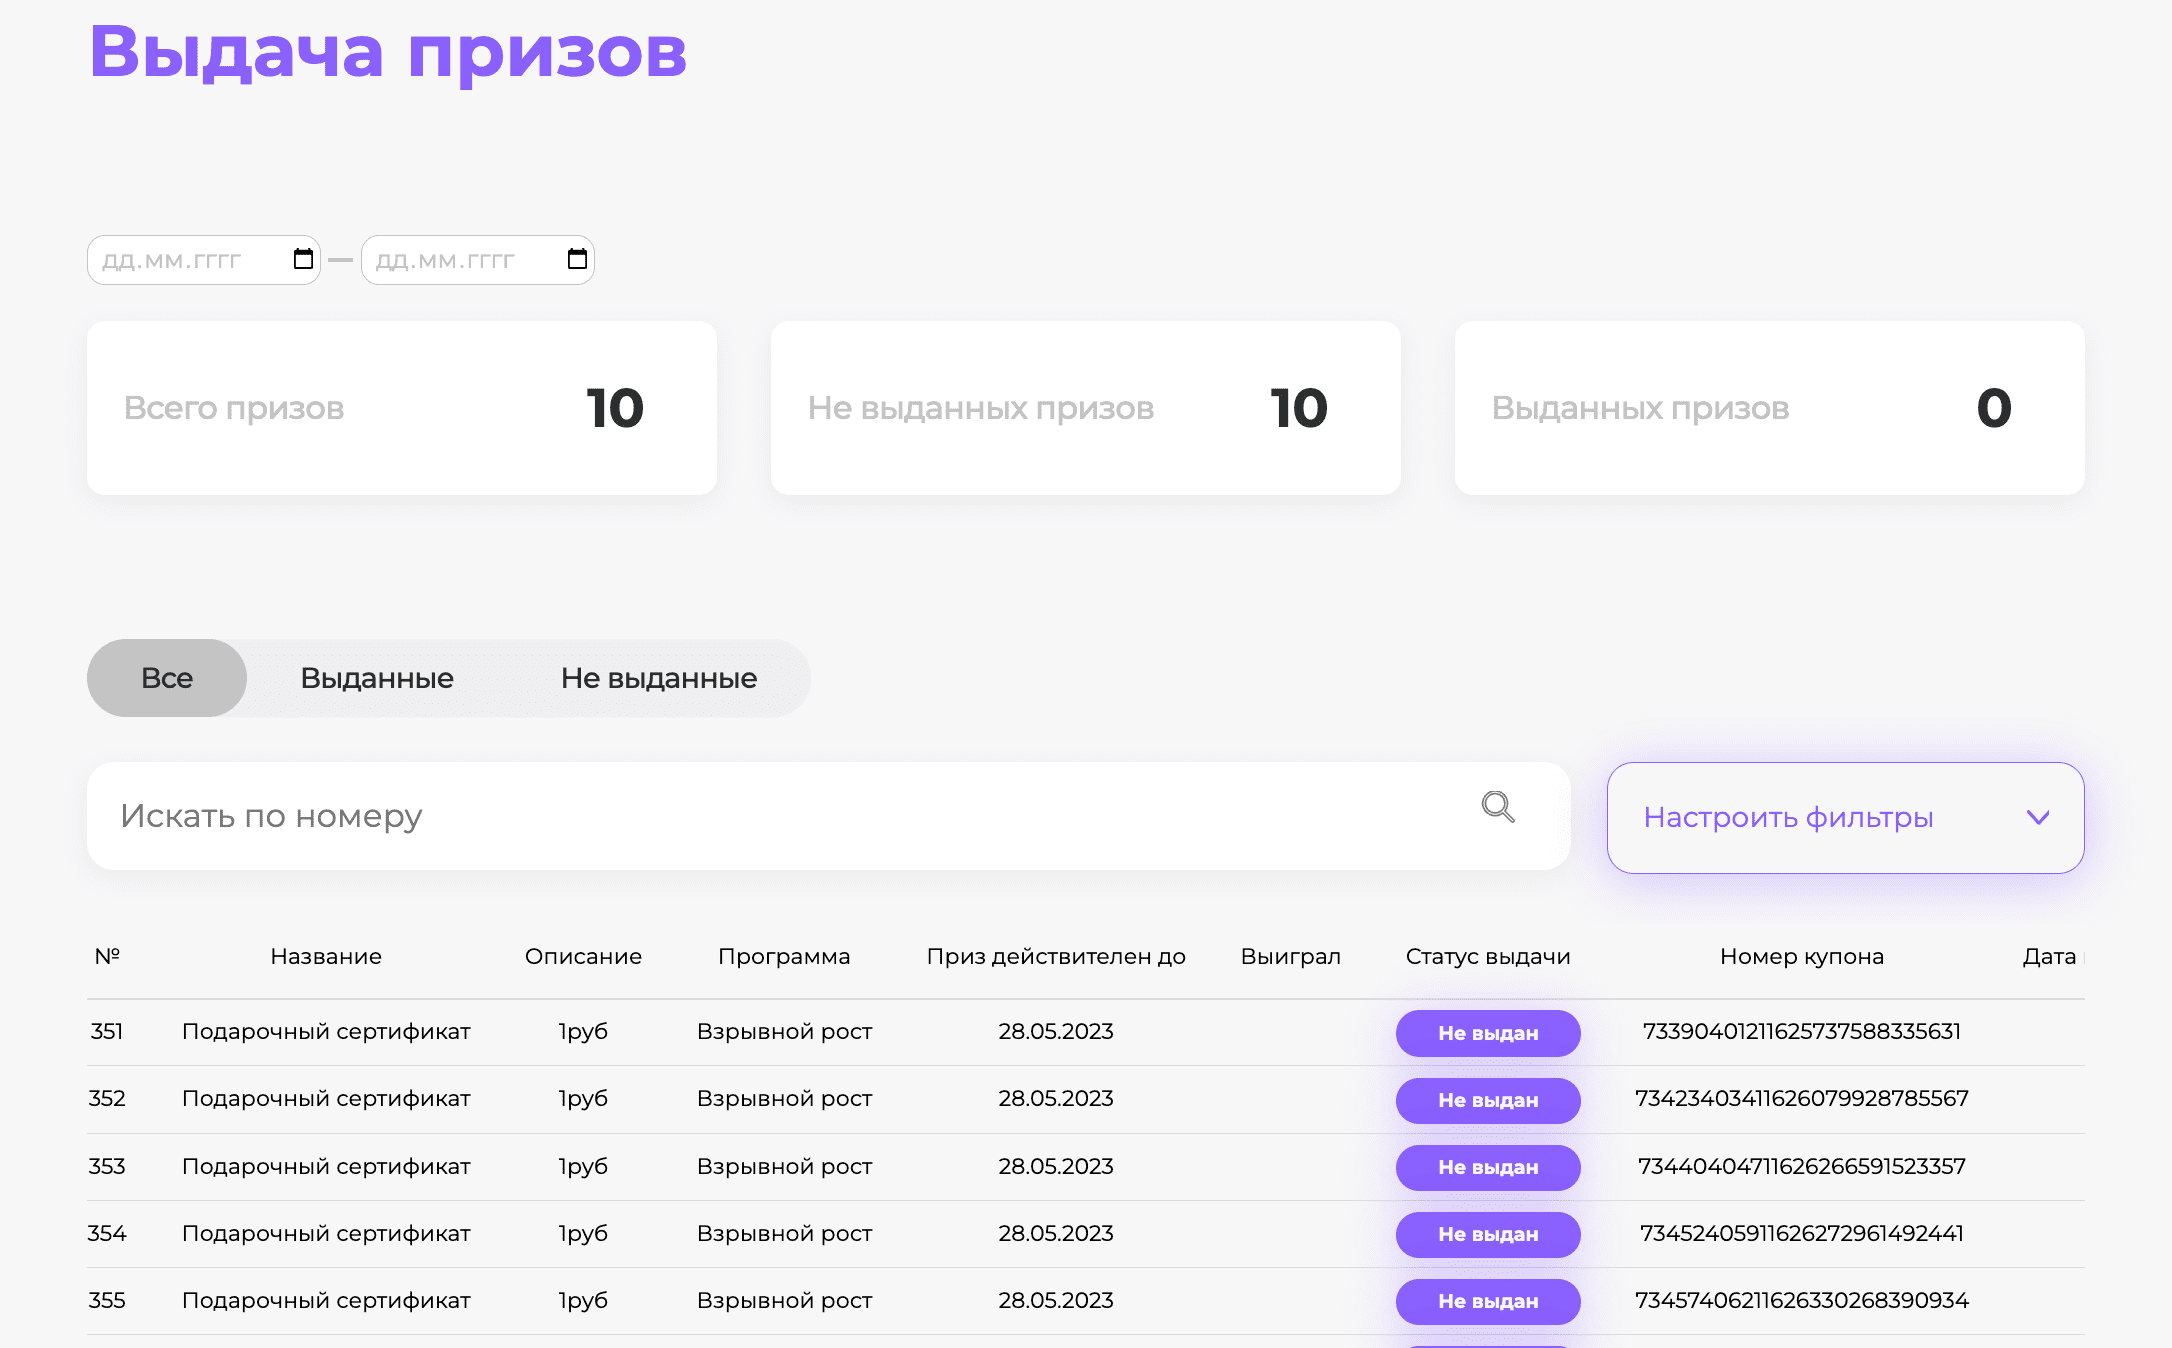 Выдача призов
дд.мм.гггг — дд.мм.гггг
Всего призов 10
Не выданных призов 10
Выданных призов 0
Все Выданные Не выданные
Искать по номеру
Настроить фильтры
№ Название Описание Программа Приз действителен до Выиграл Статус выдачи Номер купона Дата
351 Подарочный сертификат 1руб Взрывной рост 28.05.2023 Не выдан 73390401211625737588335631
352 Подарочный сертификат 1руб Взрывной рост 28.05.2023 Не выдан 73423403411626079928785567
353 Подарочный сертификат 1руб Взрывной рост 28.05.2023 Не выдан 73440404711626266591523357
354 Подарочный сертификат 1руб Взрывной рост 28.05.2023 Не выдан 73452405911626272961492441
355 Подарочный сертификат 1руб Взрывной рост 28.05.2023 Не выдан 73457406211626330268390934